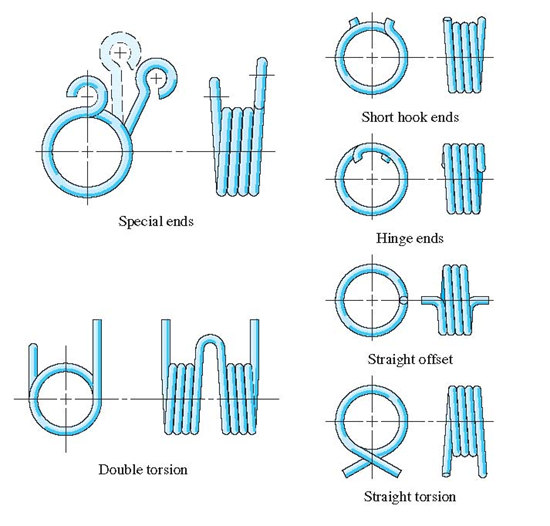 Special ends
Double torsion
Short hook ends
Hinge ends
Straight offset
Straight torsion